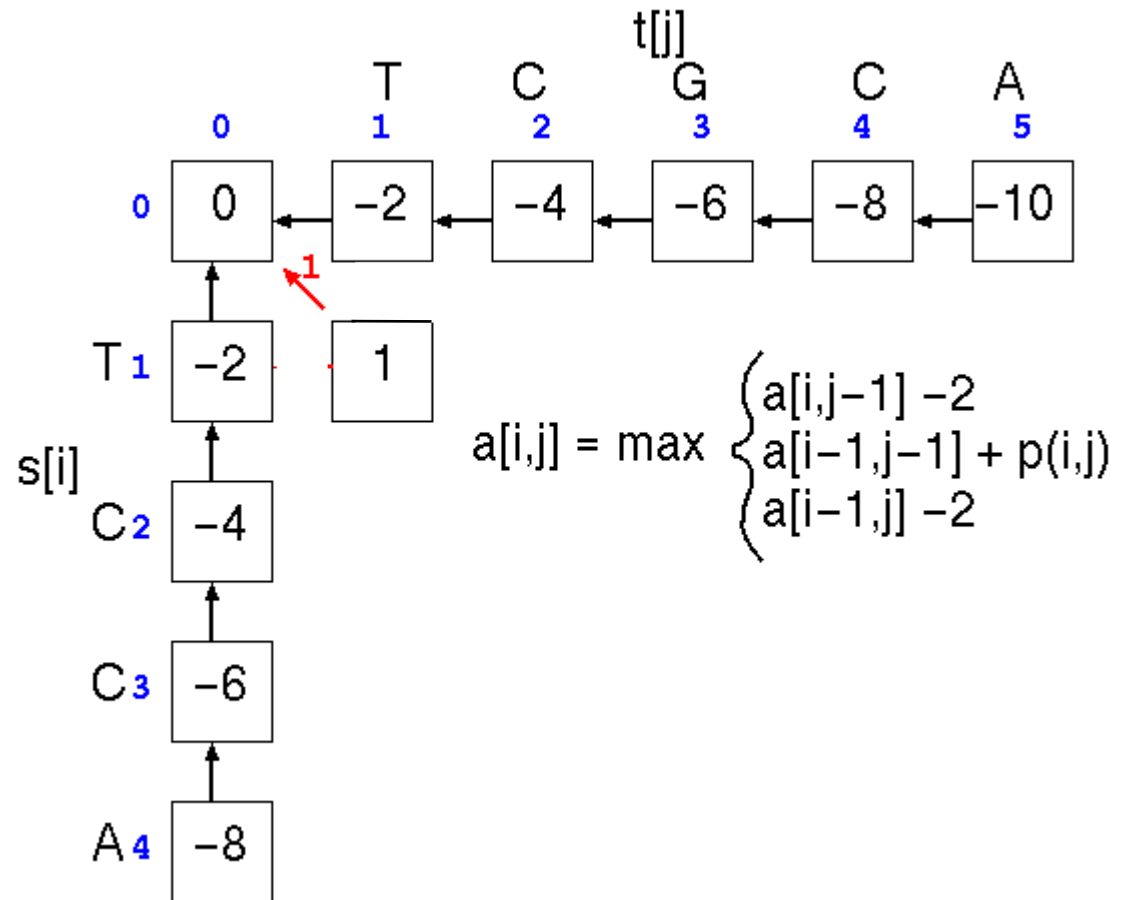 t[j]
T C G C A
0 1 2 3 4 5
0 0 −2 −4 −6 −8 −10
1
T 1 −2 1
a[i,j−1] −2
s[i] a[i,j] = max a[i−1,j−1] + p(i,j)
a[i−1,j] −2
C 2 −4
C 3 −6
A 4 −8